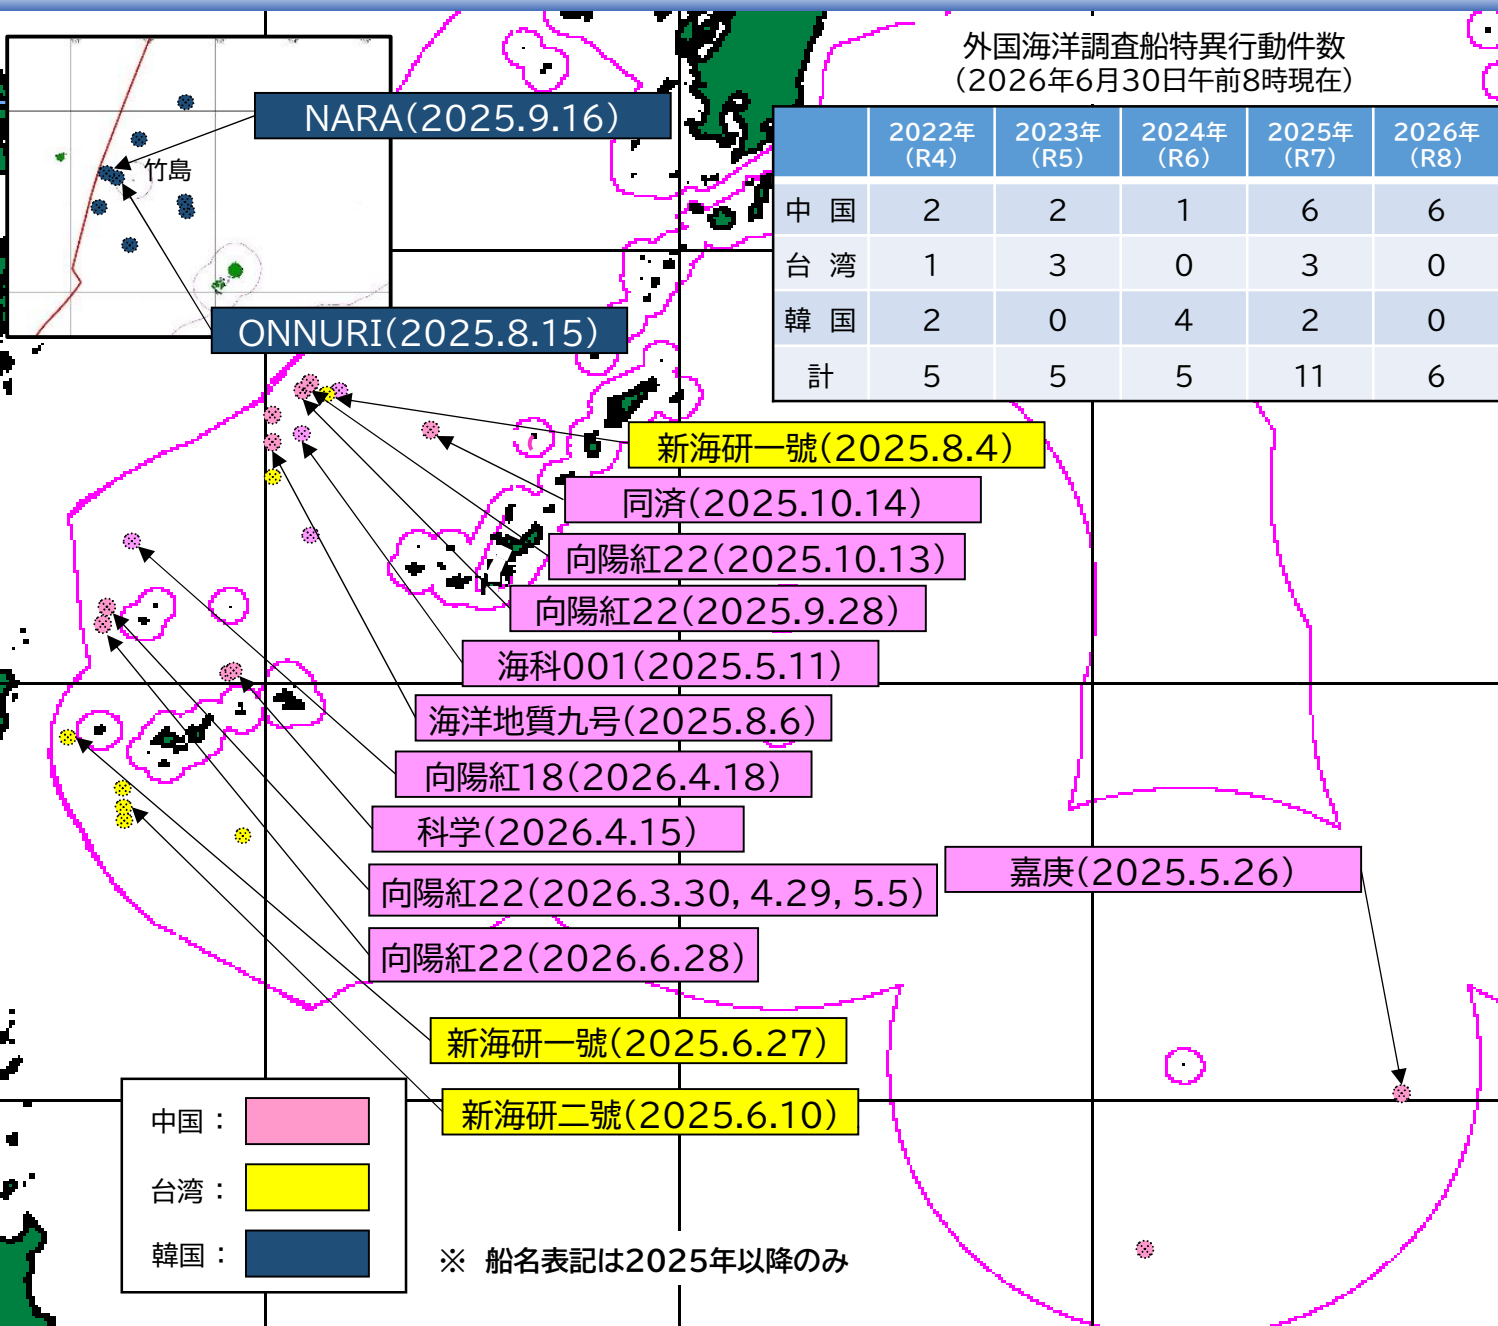 外国海洋調査船特異行動件数
（2026年6月30日午前8時現在）
2022年（R4） 2023年（R5） 2024年（R6） 2025年（R7） 2026年（R8）
中国 2 2 1 6 6
台湾 1 3 0 3 0
韓国 2 0 4 2 0
計 5 5 5 11 6
NARA(2025.9.16)
竹島
ONNURI(2025.8.15)
新海研一號(2025.8.4)
同済(2025.10.14)
向陽紅22(2025.10.13)
向陽紅22(2025.9.28)
海科001(2025.5.11)
海洋地質九号(2025.8.6)
向陽紅18(2026.4.18)
科学(2026.4.15)
向陽紅22(2026.3.30, 4.29, 5.5)
嘉庚(2025.5.26)
向陽紅22(2026.6.28)
新海研一號(2025.6.27)
新海研二號(2025.6.10)
中国：
台湾：
韓国：
※ 船名表記は2025年以降のみ